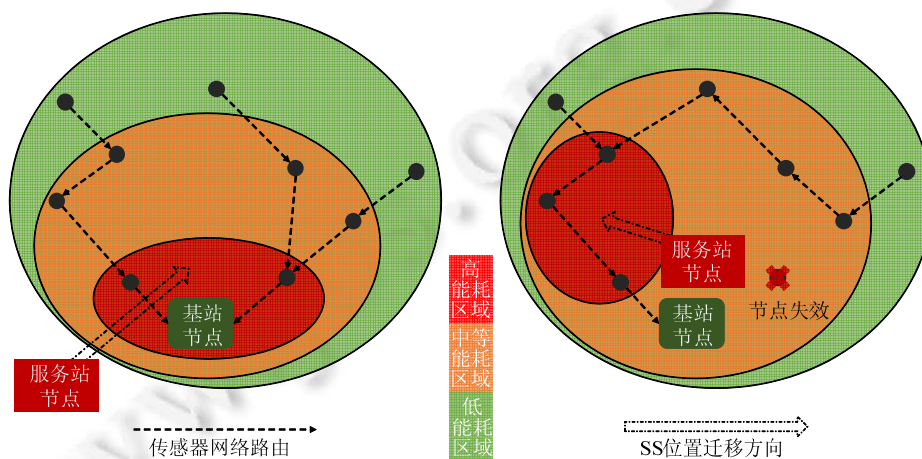 基站
节点
服务站
节点
传感器网络路由
高
能耗
区域
中等
能耗
区域
低
能耗
区域
服务站
节点
节点失效
基站
节点
SS位置迁移方向